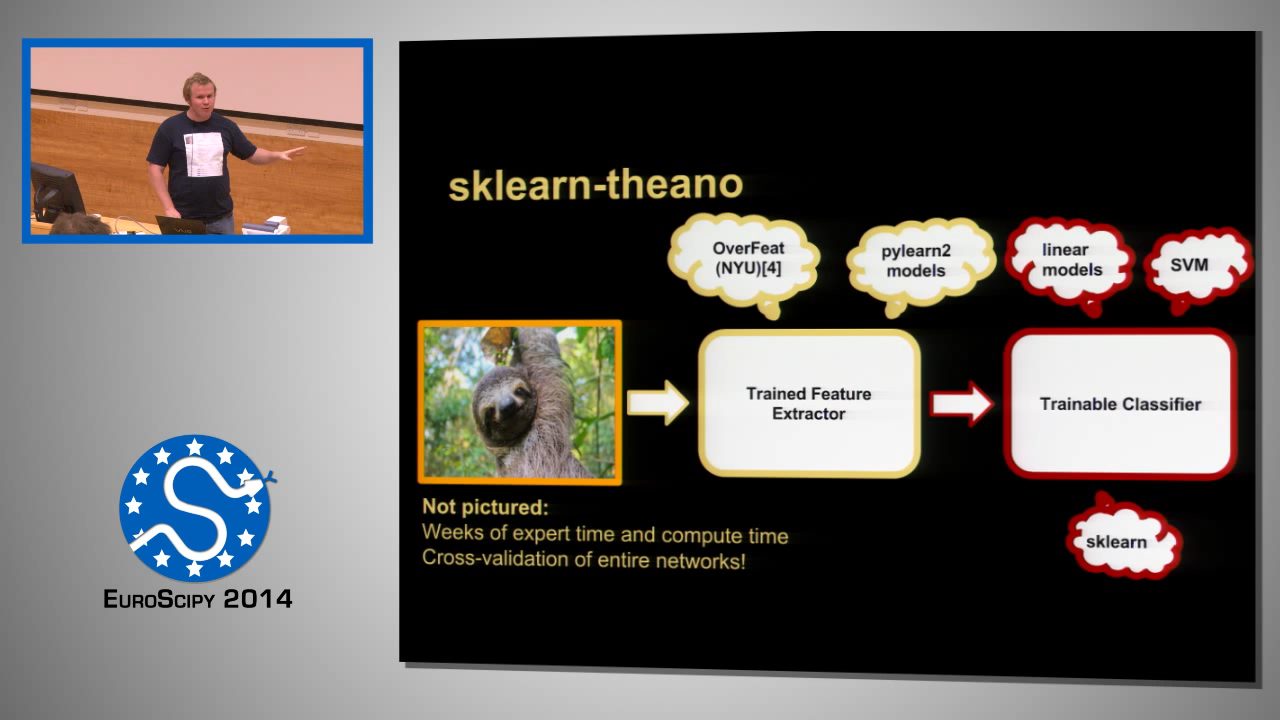 sklearn-theano
OverFeat
(NYU)[4]
pylearn2
models
linear
models
SVM
Trained Feature
Extractor
Trainable Classifier
Not pictured:
Weeks of expert time and compute time
Cross-validation of entire networks!
sklearn
EuroScipy 2014